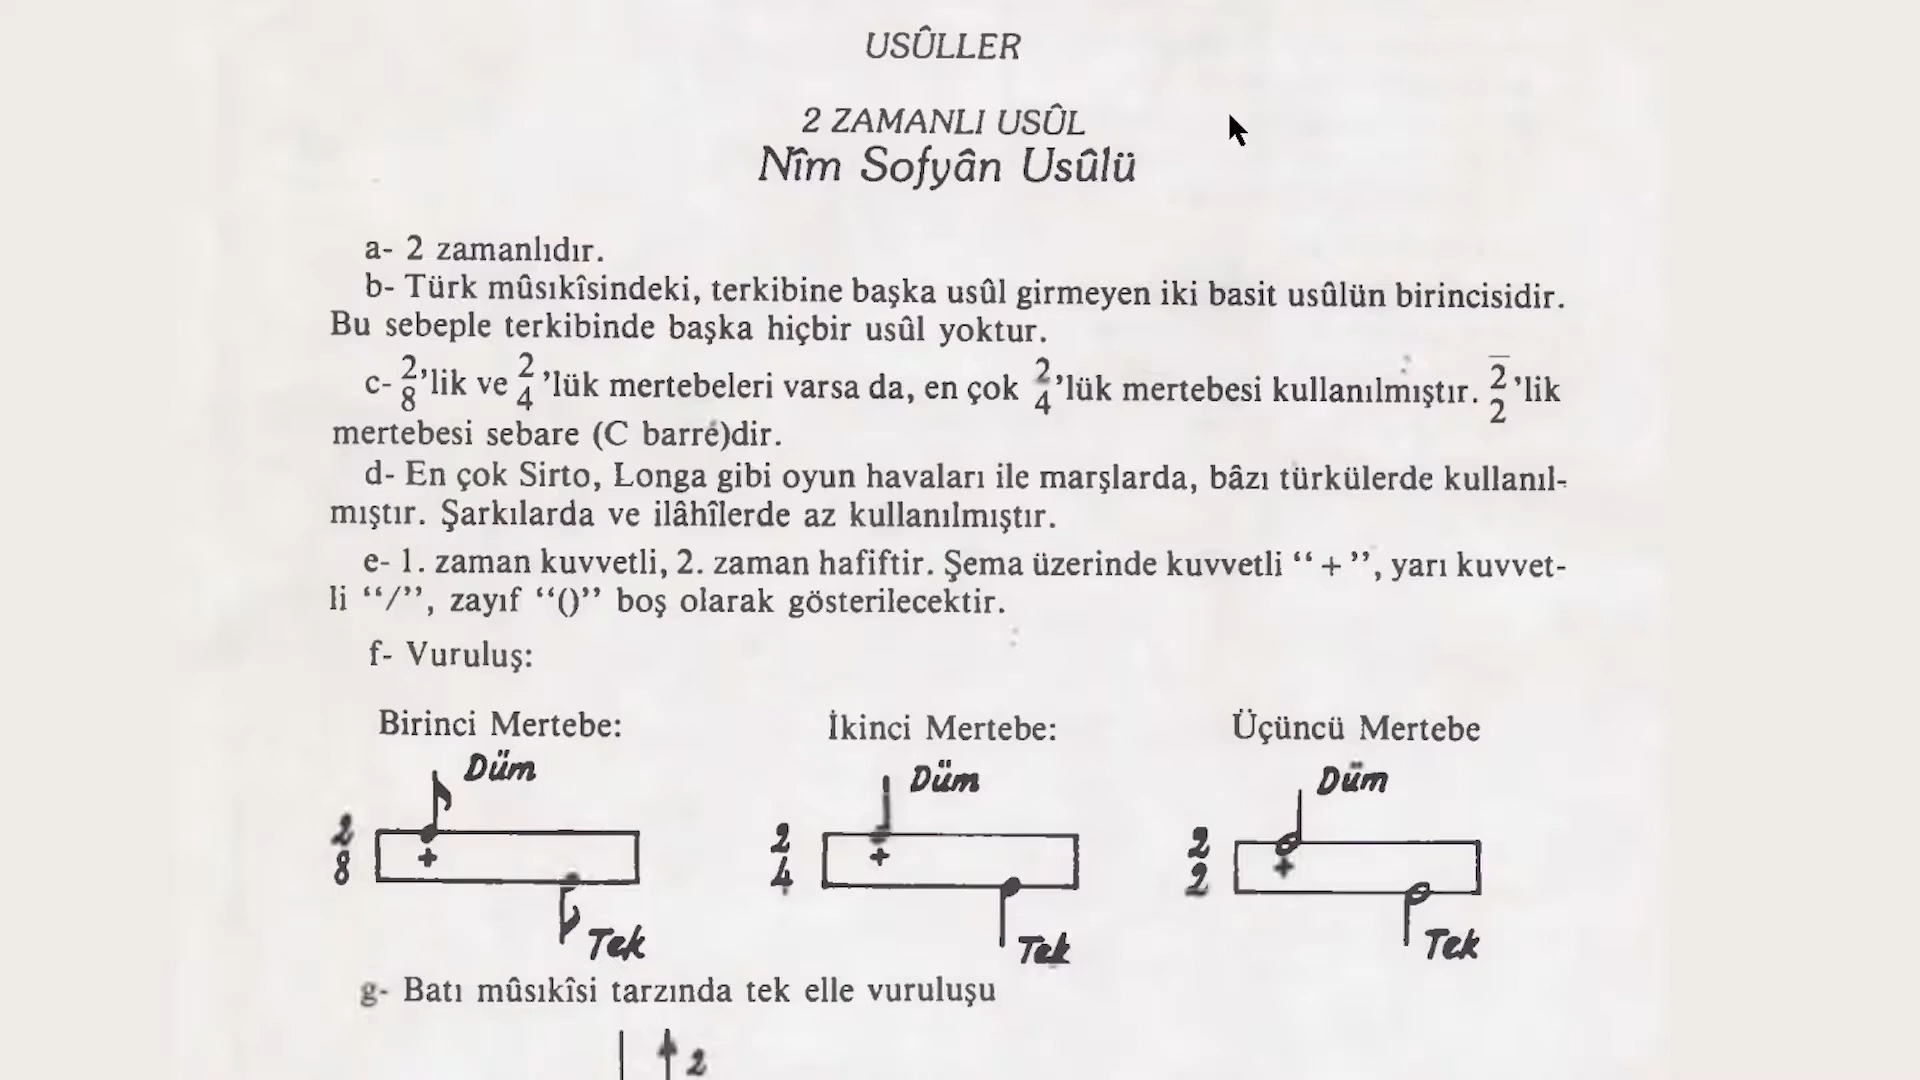 USÛLLER
2 ZAMANLI USÛL
Nîm Sofyân Usûlü
a- 2 zamanlıdır.
b- Türk mûsıkîsindeki, terkibine başka usûl girmeyen iki basit usûlün birincisidir.
Bu sebeple terkibinde başka hiçbir usûl yoktur.
c- 2/8'lik ve 2/4 'lük mertebeleri varsa da, en çok 2/4'lük mertebesi kullanılmıştır. 2/2'lik
mertebesi sebare (C barré)dir.
d- En çok Sirto, Longa gibi oyun havaları ile marşlarda, bâzı türkülerde kullanıl-
mıştır. Şarkılarda ve ilâhîlerde az kullanılmıştır.
e- 1. zaman kuvvetli, 2. zaman hafiftir. Şema üzerinde kuvvetli “+”, yarı kuvvet-
li “/”, zayıf “()” boş olarak gösterilecektir.
f- Vuruluş:
Birinci Mertebe: İkinci Mertebe: Üçüncü Mertebe
Düm Düm Düm
2 2 2
8 4 2
+ + +
Tek Tek Tek
g- Batı mûsıkîsi tarzında tek elle vuruluşu
2